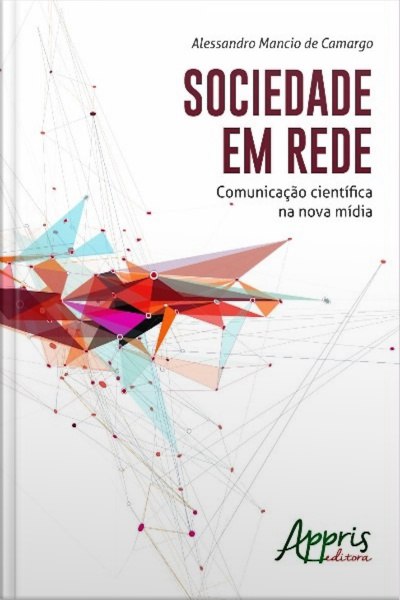 Alessandro Mancio de Camargo
SOCIEDADE
EM REDE
Comunicação científica
na nova mídia
Appris
editora